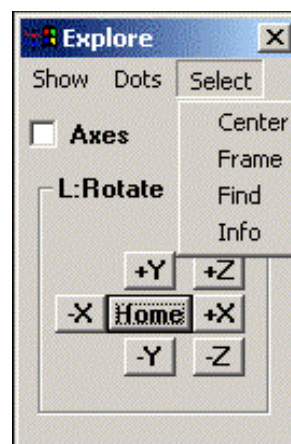 Explore
Show Dots Select
Center
Frame
Find
Info
Axes
L:Rotate
+Y +Z
-X Home +X
-Y -Z